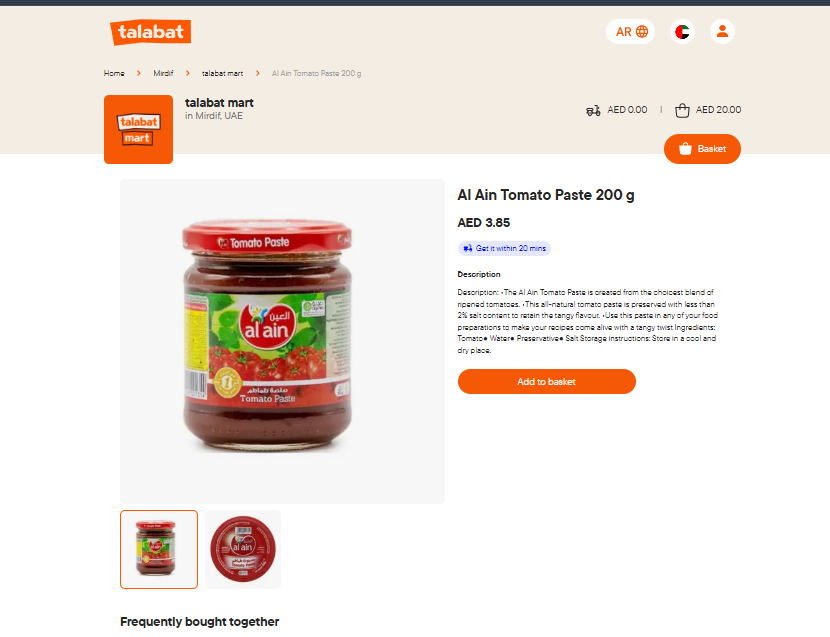 talabat
AR
Home > Mirdif > talabat mart > Al Ain Tomato Paste 200 g
talabat
mart
talabat mart
in Mirdif, UAE
AED 0.00 | AED 20.00
Basket
Al Ain Tomato Paste 200 g
AED 3.85
Get it within 20 mins
Description
Description: •The Al Ain Tomato Paste is created from the choicest blend of
ripened tomatoes. •This all-natural tomato paste is preserved with less than
2% salt content to retain the tangy flavour. •Use this paste in any of your food
preparations to make your recipes come alive with a tangy twist Ingredients:
Tomato● Water● Preservative● Salt Storage instructions: Store in a cool and
dry place.
Add to basket
Tomato Paste
العين
al ain
صلصة طماطم
Tomato Paste
al ain
Frequently bought together